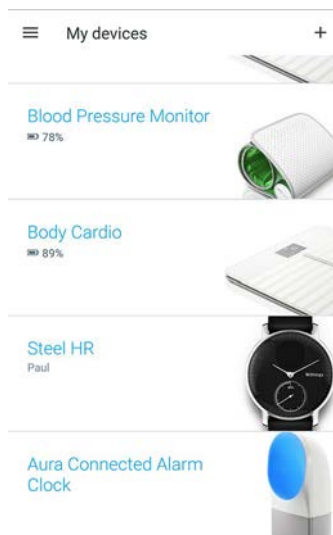 My devices
Blood Pressure Monitor
78%
Body Cardio
89%
Steel HR
Paul
Aura Connected Alarm
Clock